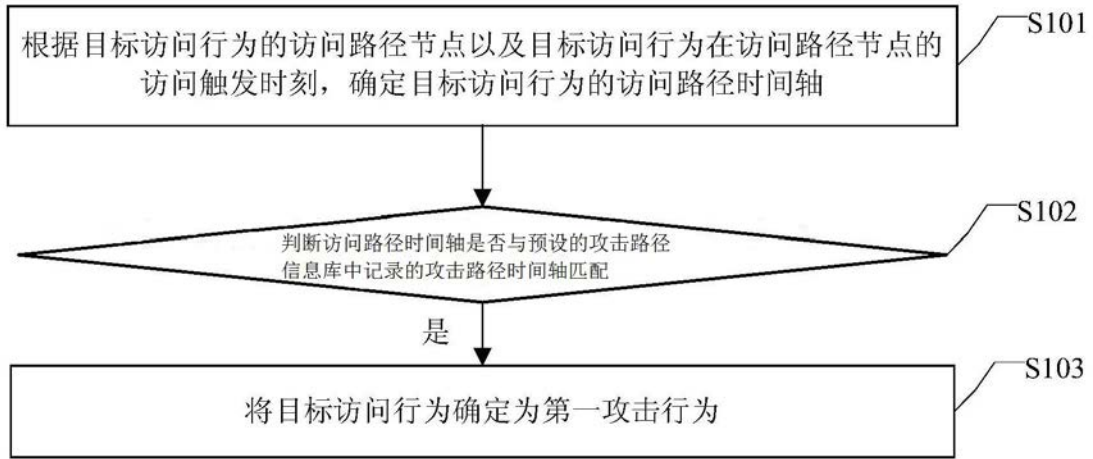 S101
根据目标访问行为的访问路径节点以及目标访问行为在访问路径节点的
访问触发时刻，确定目标访问行为的访问路径时间轴
S102
判断访问路径时间轴是否与预设的攻击路径
信息库中记录的攻击路径时间轴匹配
是
S103
将目标访问行为确定为第一攻击行为